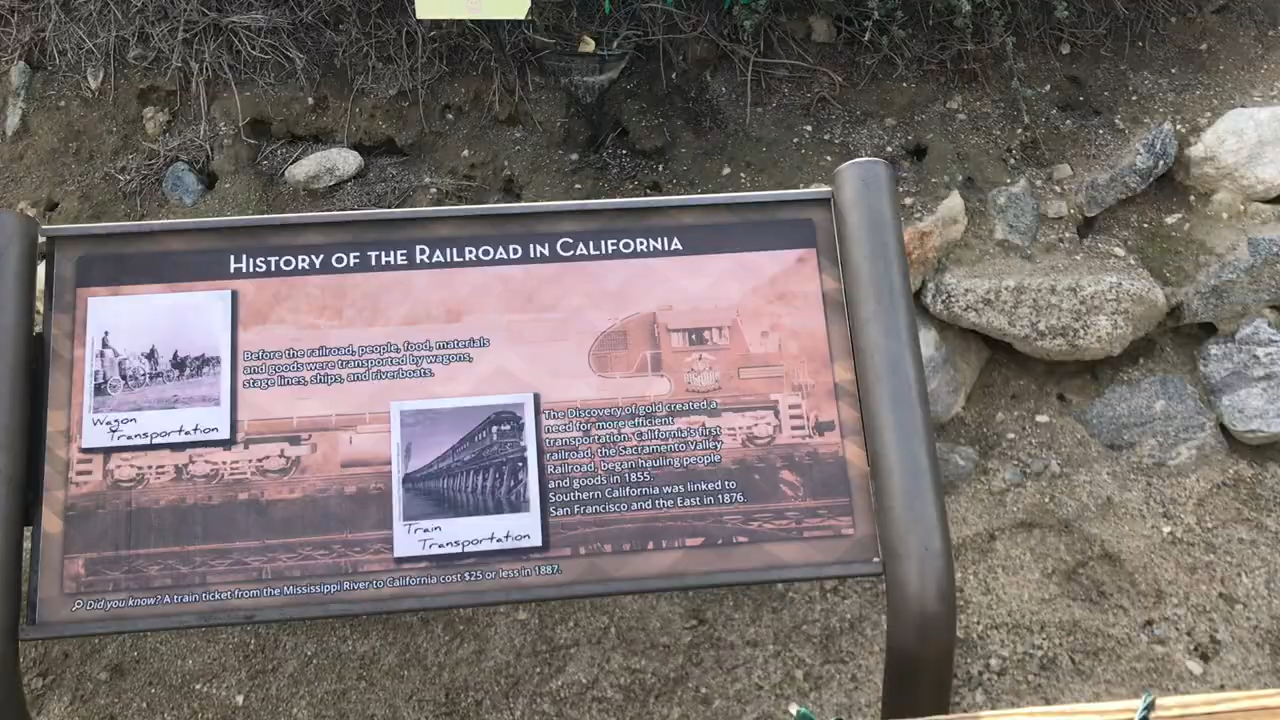 HISTORY OF THE RAILROAD IN CALIFORNIA
Before the railroad, people, food, materials
and goods were transported by wagons,
stage lines, ships, and riverboats.
Wagon
Transportation
The Discovery of gold created a
need for more efficient
transportation. California's first
railroad, the Sacramento Valley
Railroad, began hauling people
and goods in 1855.
Southern California was linked to
San Francisco and the East in 1876.
Train
Transportation
Did you know? A train ticket from the Mississippi River to California cost $25 or less in 1887.